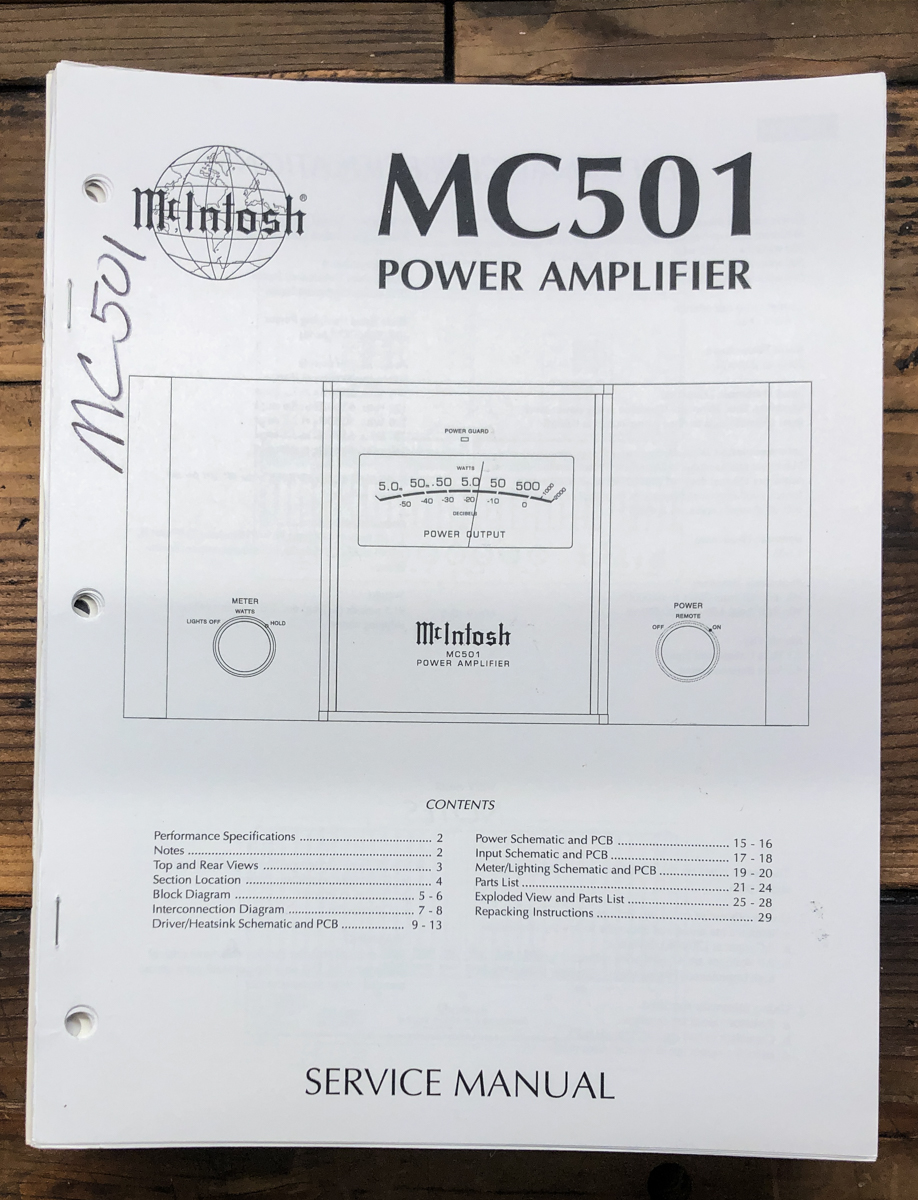 McIntosh®
MC501
POWER AMPLIFIER
MC501
POWER GUARD
WATTS
5.0m 50m .50 5.0 50 500 1000 2000
-50 -40 -30 -20 -10 0
DECIBELS
POWER OUTPUT
METER
WATTS
LIGHTS OFF
HOLD
McIntosh
MC501
POWER AMPLIFIER
POWER
REMOTE
OFF
ON
CONTENTS
Performance Specifications .......................................... 2
Notes .......................................... 2
Top and Rear Views .......................................... 3
Section Location .......................................... 4
Block Diagram .......................................... 5 - 6
Interconnection Diagram .......................................... 7 - 8
Driver/Heatsink Schematic and PCB .................... 9 - 13
Power Schematic and PCB .................................. 15 - 16
Input Schematic and PCB .................................. 17 - 18
Meter/Lighting Schematic and PCB .................... 19 - 20
Parts List .......................................... 21 - 24
Exploded View and Parts List .............................. 25 - 28
Repacking Instructions .......................................... 29
SERVICE MANUAL